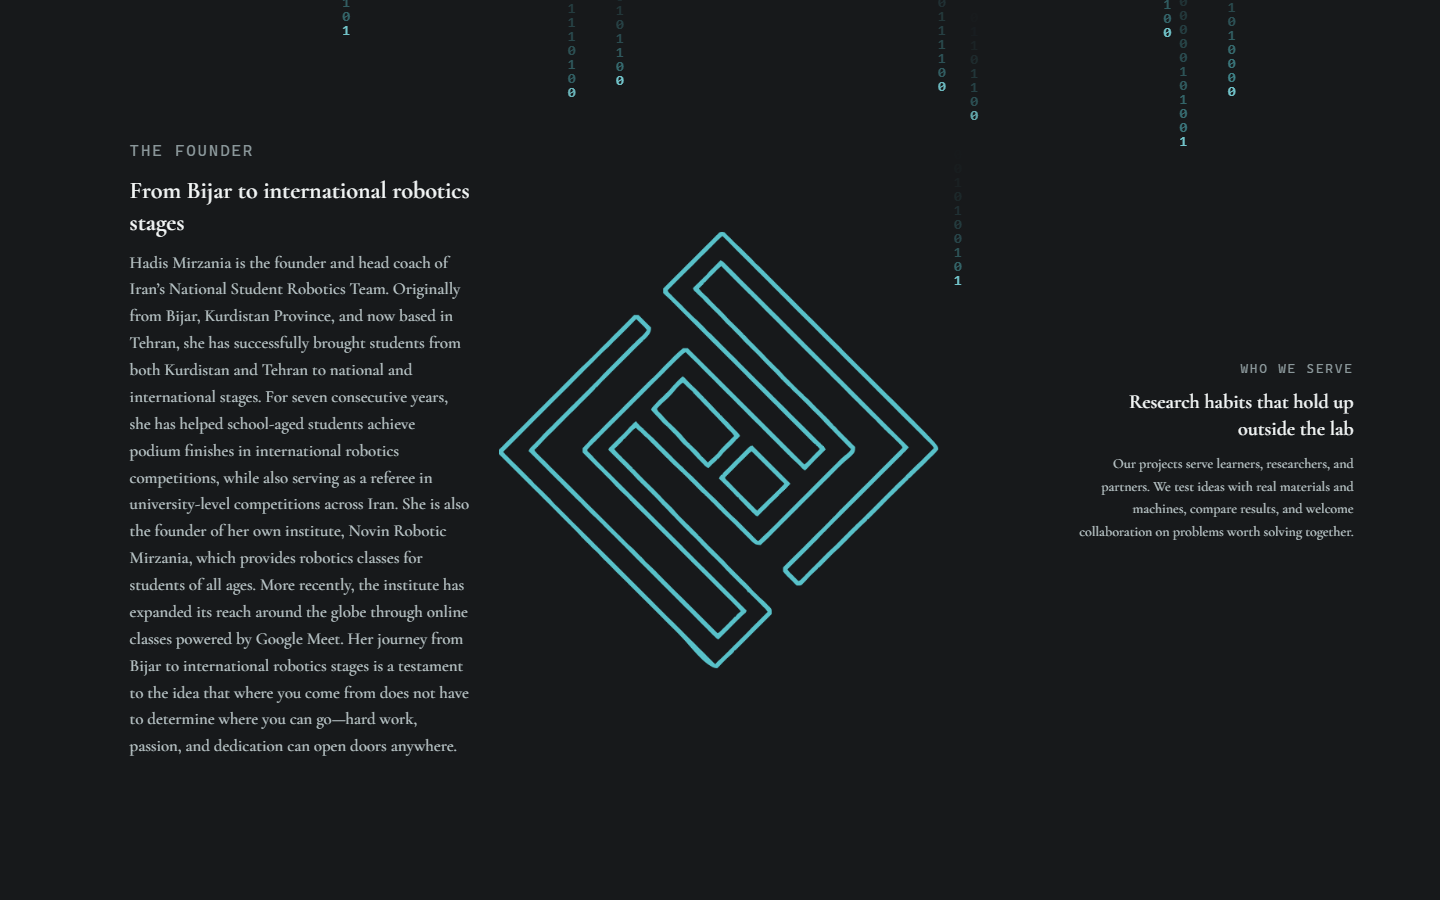 THE FOUNDER
From Bijar to international robotics
stages
Hadis Mirzania is the founder and head coach of
Iran’s National Student Robotics Team. Originally
from Bijar, Kurdistan Province, and now based in
Tehran, she has successfully brought students from
both Kurdistan and Tehran to national and
international stages. For seven consecutive years,
she has helped school-aged students achieve
podium finishes in international robotics
competitions, while also serving as a referee in
university-level competitions across Iran. She is also
the founder of her own institute, Novin Robotic
Mirzania, which provides robotics classes for
students of all ages. More recently, the institute has
expanded its reach around the globe through online
classes powered by Google Meet. Her journey from
Bijar to international robotics stages is a testament
to the idea that where you come from does not have
to determine where you can go—hard work,
passion, and dedication can open doors anywhere.
WHO WE SERVE
Research habits that hold up
outside the lab
Our projects serve learners, researchers, and
partners. We test ideas with real materials and
machines, compare results, and welcome
collaboration on problems worth solving together.